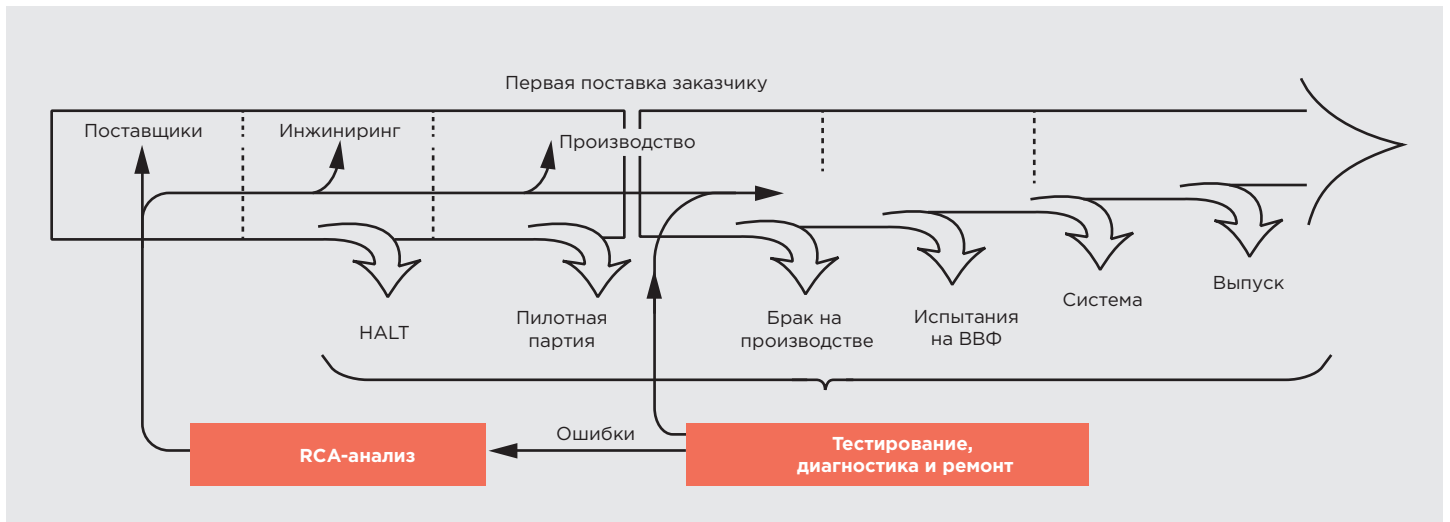 Первая поставка заказчику
Поставщики
Инжиниринг
Производство
HALT
Пилотная
партия
Брак на
производстве
Испытания
на ВВФ
Система
Выпуск
Ошибки
RCA-анализ
Тестирование,
диагностика и ремонт